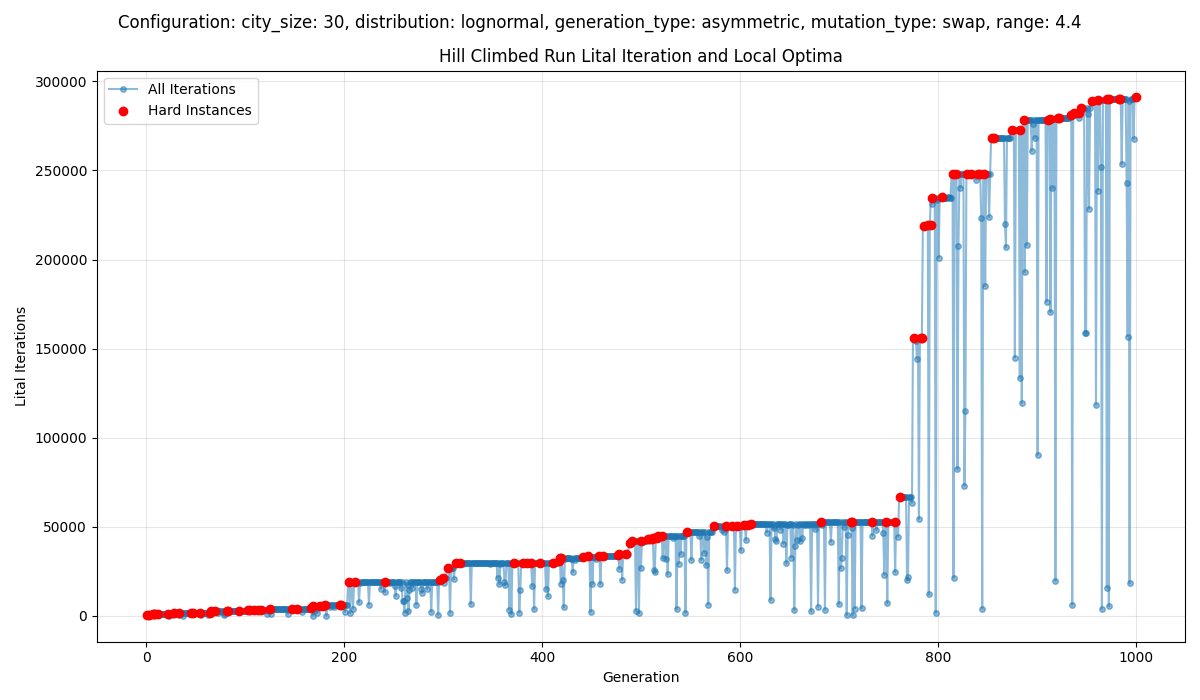 Configuration: city_size: 30, distribution: lognormal, generation_type: asymmetric, mutation_type: swap, range: 4.4
Hill Climbed Run Lital Iteration and Local Optima
All Iterations
Hard Instances
300000
250000
200000
150000
100000
50000
0
Lital Iterations
0 200 400 600 800 1000
Generation